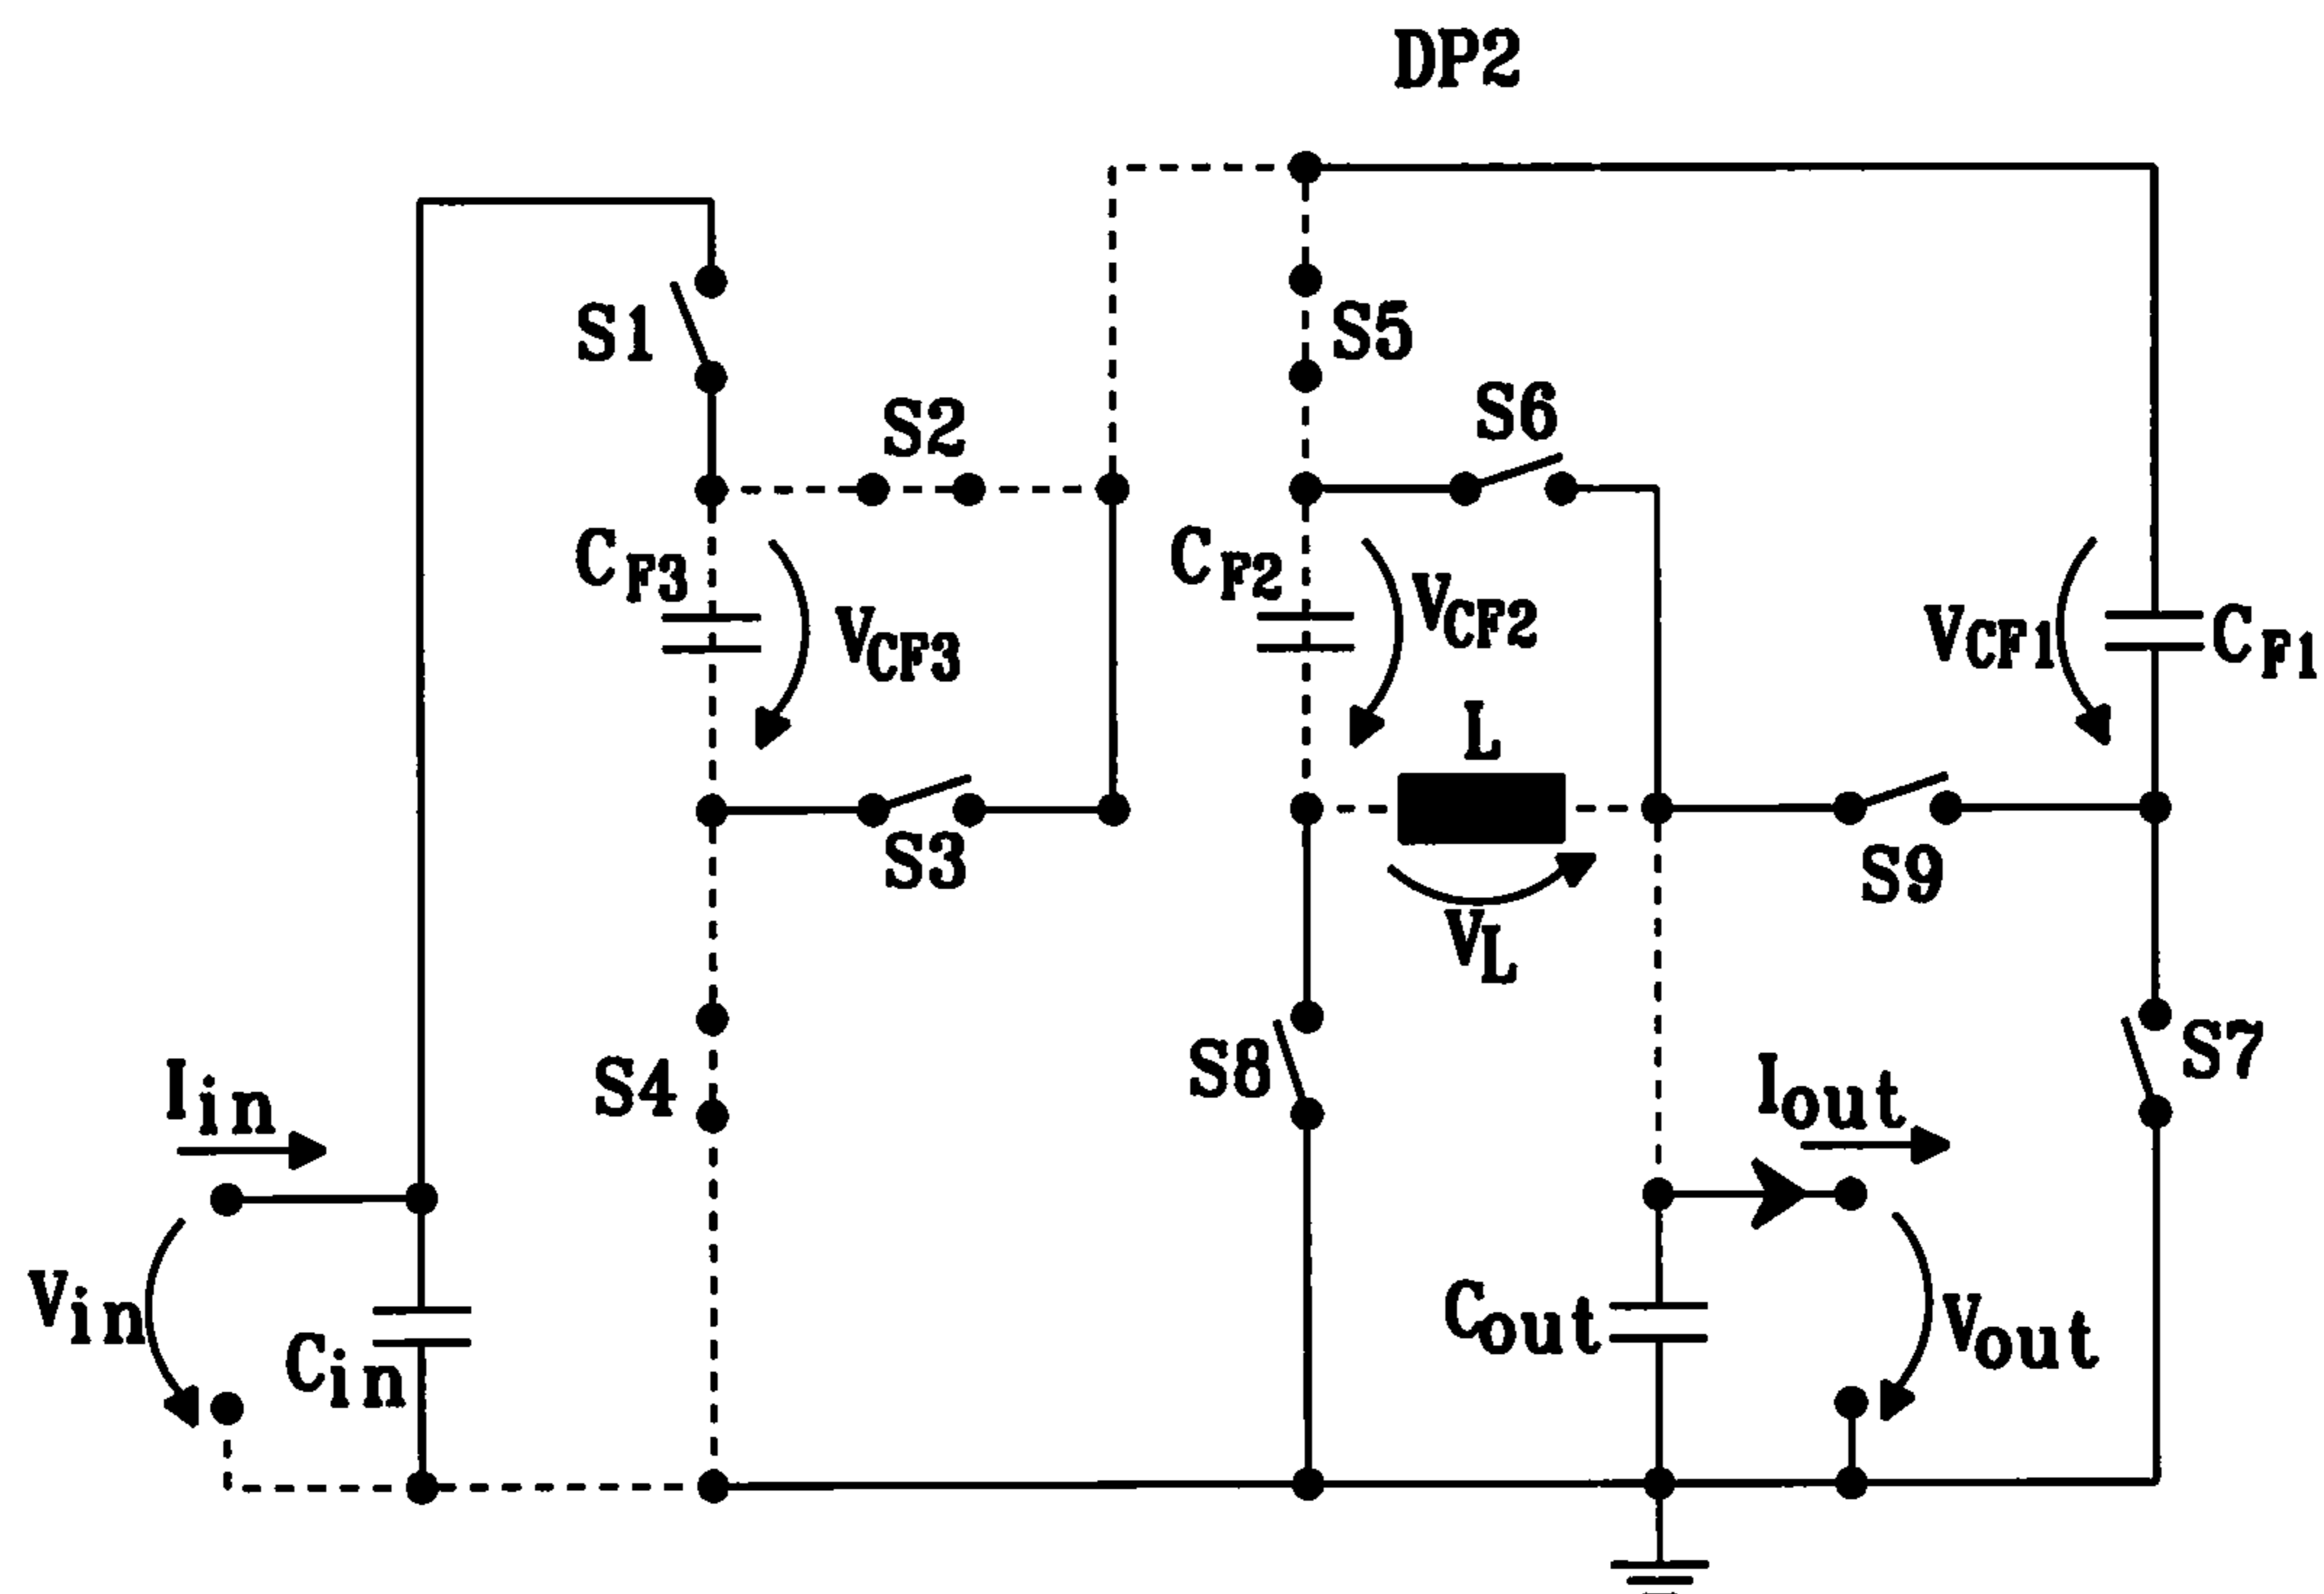 DP2
S1
S5
S2
S6
CF3
VCF3
CF2
VCF2
VCF1
CF1
L
S3
S9
VL
S4
S8
S7
Iin
Iout
Vin
Cin
Cout
Vout